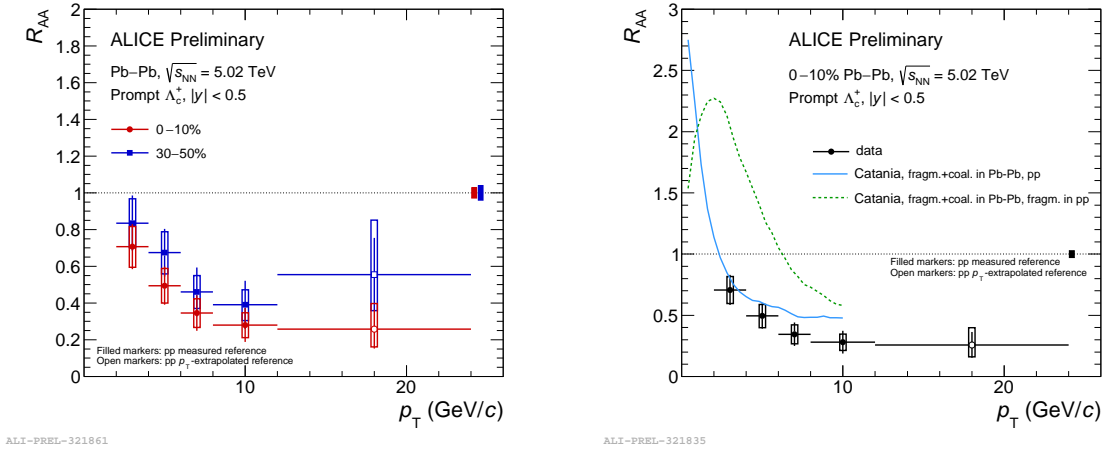 R_AA
2
1.8
1.6
1.4
1.2
1
0.8
0.6
0.4
0.2
0
ALICE Preliminary
Pb−Pb, √s_NN = 5.02 TeV
Prompt Λ_c^+, |y| < 0.5
0−10%
30−50%
Filled markers: pp measured reference
Open markers: pp p_T-extrapolated reference
0 10 20
p_T (GeV/c)
ALI-PREL-321861
R_AA
3
2.5
2
1.5
1
0.5
0
ALICE Preliminary
0−10% Pb−Pb, √s_NN = 5.02 TeV
Prompt Λ_c^+, |y| < 0.5
data
Catania, fragm.+coal. in Pb-Pb, pp
Catania, fragm.+coal. in Pb-Pb, fragm. in pp
Filled markers: pp measured reference
Open markers: pp p_T-extrapolated reference
0 10 20
p_T (GeV/c)
ALI-PREL-321835